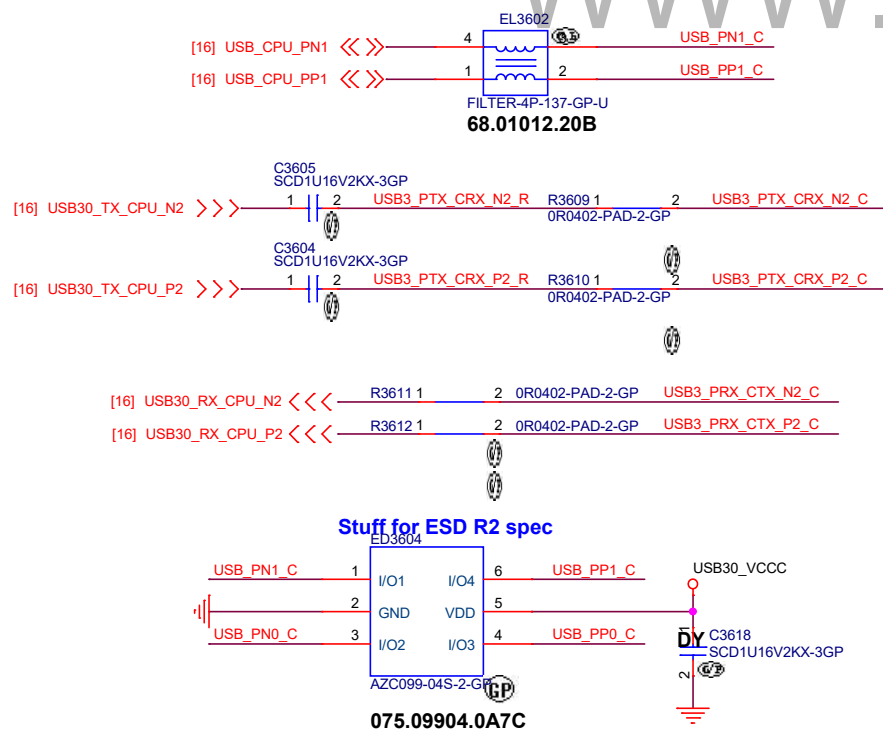 WWW.
EL3602
[16] USB_CPU_PN1 4 USB_PN1_C
[16] USB_CPU_PP1 1 2 USB_PP1_C
FILTER-4P-137-GP-U
68.01012.20B
C3605
SCD1U16V2KX-3GP
[16] USB30_TX_CPU_N2 1 2 USB3_PTX_CRX_N2_R R3609 1 2 USB3_PTX_CRX_N2_C
0R0402-PAD-2-GP
C3604
SCD1U16V2KX-3GP
[16] USB30_TX_CPU_P2 1 2 USB3_PTX_CRX_P2_R R3610 1 2 USB3_PTX_CRX_P2_C
0R0402-PAD-2-GP
[16] USB30_RX_CPU_N2 R3611 1 2 0R0402-PAD-2-GP USB3_PRX_CTX_N2_C
[16] USB30_RX_CPU_P2 R3612 1 2 0R0402-PAD-2-GP USB3_PRX_CTX_P2_C
Stuff for ESD R2 spec
ED3604
USB_PN1_C 1 I/O1 I/O4 6 USB_PP1_C USB30_VCCC
2 GND VDD 5
USB_PN0_C 3 I/O2 I/O3 4 USB_PP0_C 1 DY C3618
SCD1U16V2KX-3GP
2
AZC099-04S-2-GP GP
075.09904.0A7C